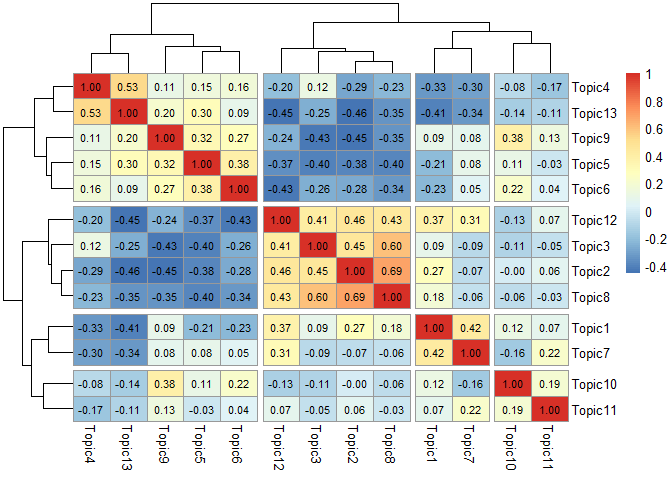 1.00 0.53 0.11 0.15 0.16 -0.20 0.12 -0.29 -0.23 -0.33 -0.30 -0.08 -0.17 Topic4
0.53 1.00 0.20 0.30 0.09 -0.45 -0.25 -0.46 -0.35 -0.41 -0.34 -0.14 -0.11 Topic13
0.11 0.20 1.00 0.32 0.27 -0.24 -0.43 -0.45 -0.35 0.09 0.08 0.38 0.13 Topic9
0.15 0.30 0.32 1.00 0.38 -0.37 -0.40 -0.38 -0.40 -0.21 0.08 0.11 -0.03 Topic5
0.16 0.09 0.27 0.38 1.00 -0.43 -0.26 -0.28 -0.34 -0.23 0.05 0.22 0.04 Topic6
-0.20 -0.45 -0.24 -0.37 -0.43 1.00 0.41 0.46 0.43 0.37 0.31 -0.13 0.07 Topic12
0.12 -0.25 -0.43 -0.40 -0.26 0.41 1.00 0.45 0.60 0.09 -0.09 -0.11 -0.05 Topic3
-0.29 -0.46 -0.45 -0.38 -0.28 0.46 0.45 1.00 0.69 0.27 -0.07 -0.00 0.06 Topic2
-0.23 -0.35 -0.35 -0.40 -0.34 0.43 0.60 0.69 1.00 0.18 -0.06 -0.06 -0.03 Topic8
-0.33 -0.41 0.09 -0.21 -0.23 0.37 0.09 0.27 0.18 1.00 0.42 0.12 0.07 Topic1
-0.30 -0.34 0.08 0.08 0.05 0.31 -0.09 -0.07 -0.06 0.42 1.00 -0.16 0.22 Topic7
-0.08 -0.14 0.38 0.11 0.22 -0.13 -0.11 -0.00 -0.06 0.12 -0.16 1.00 0.19 Topic10
-0.17 -0.11 0.13 -0.03 0.04 0.07 -0.05 0.06 -0.03 0.07 0.22 0.19 1.00 Topic11
Topic4 Topic13 Topic9 Topic5 Topic6 Topic12 Topic3 Topic2 Topic8 Topic1 Topic7 Topic10 Topic11
1
0.8
0.6
0.4
0.2
0
-0.2
-0.4